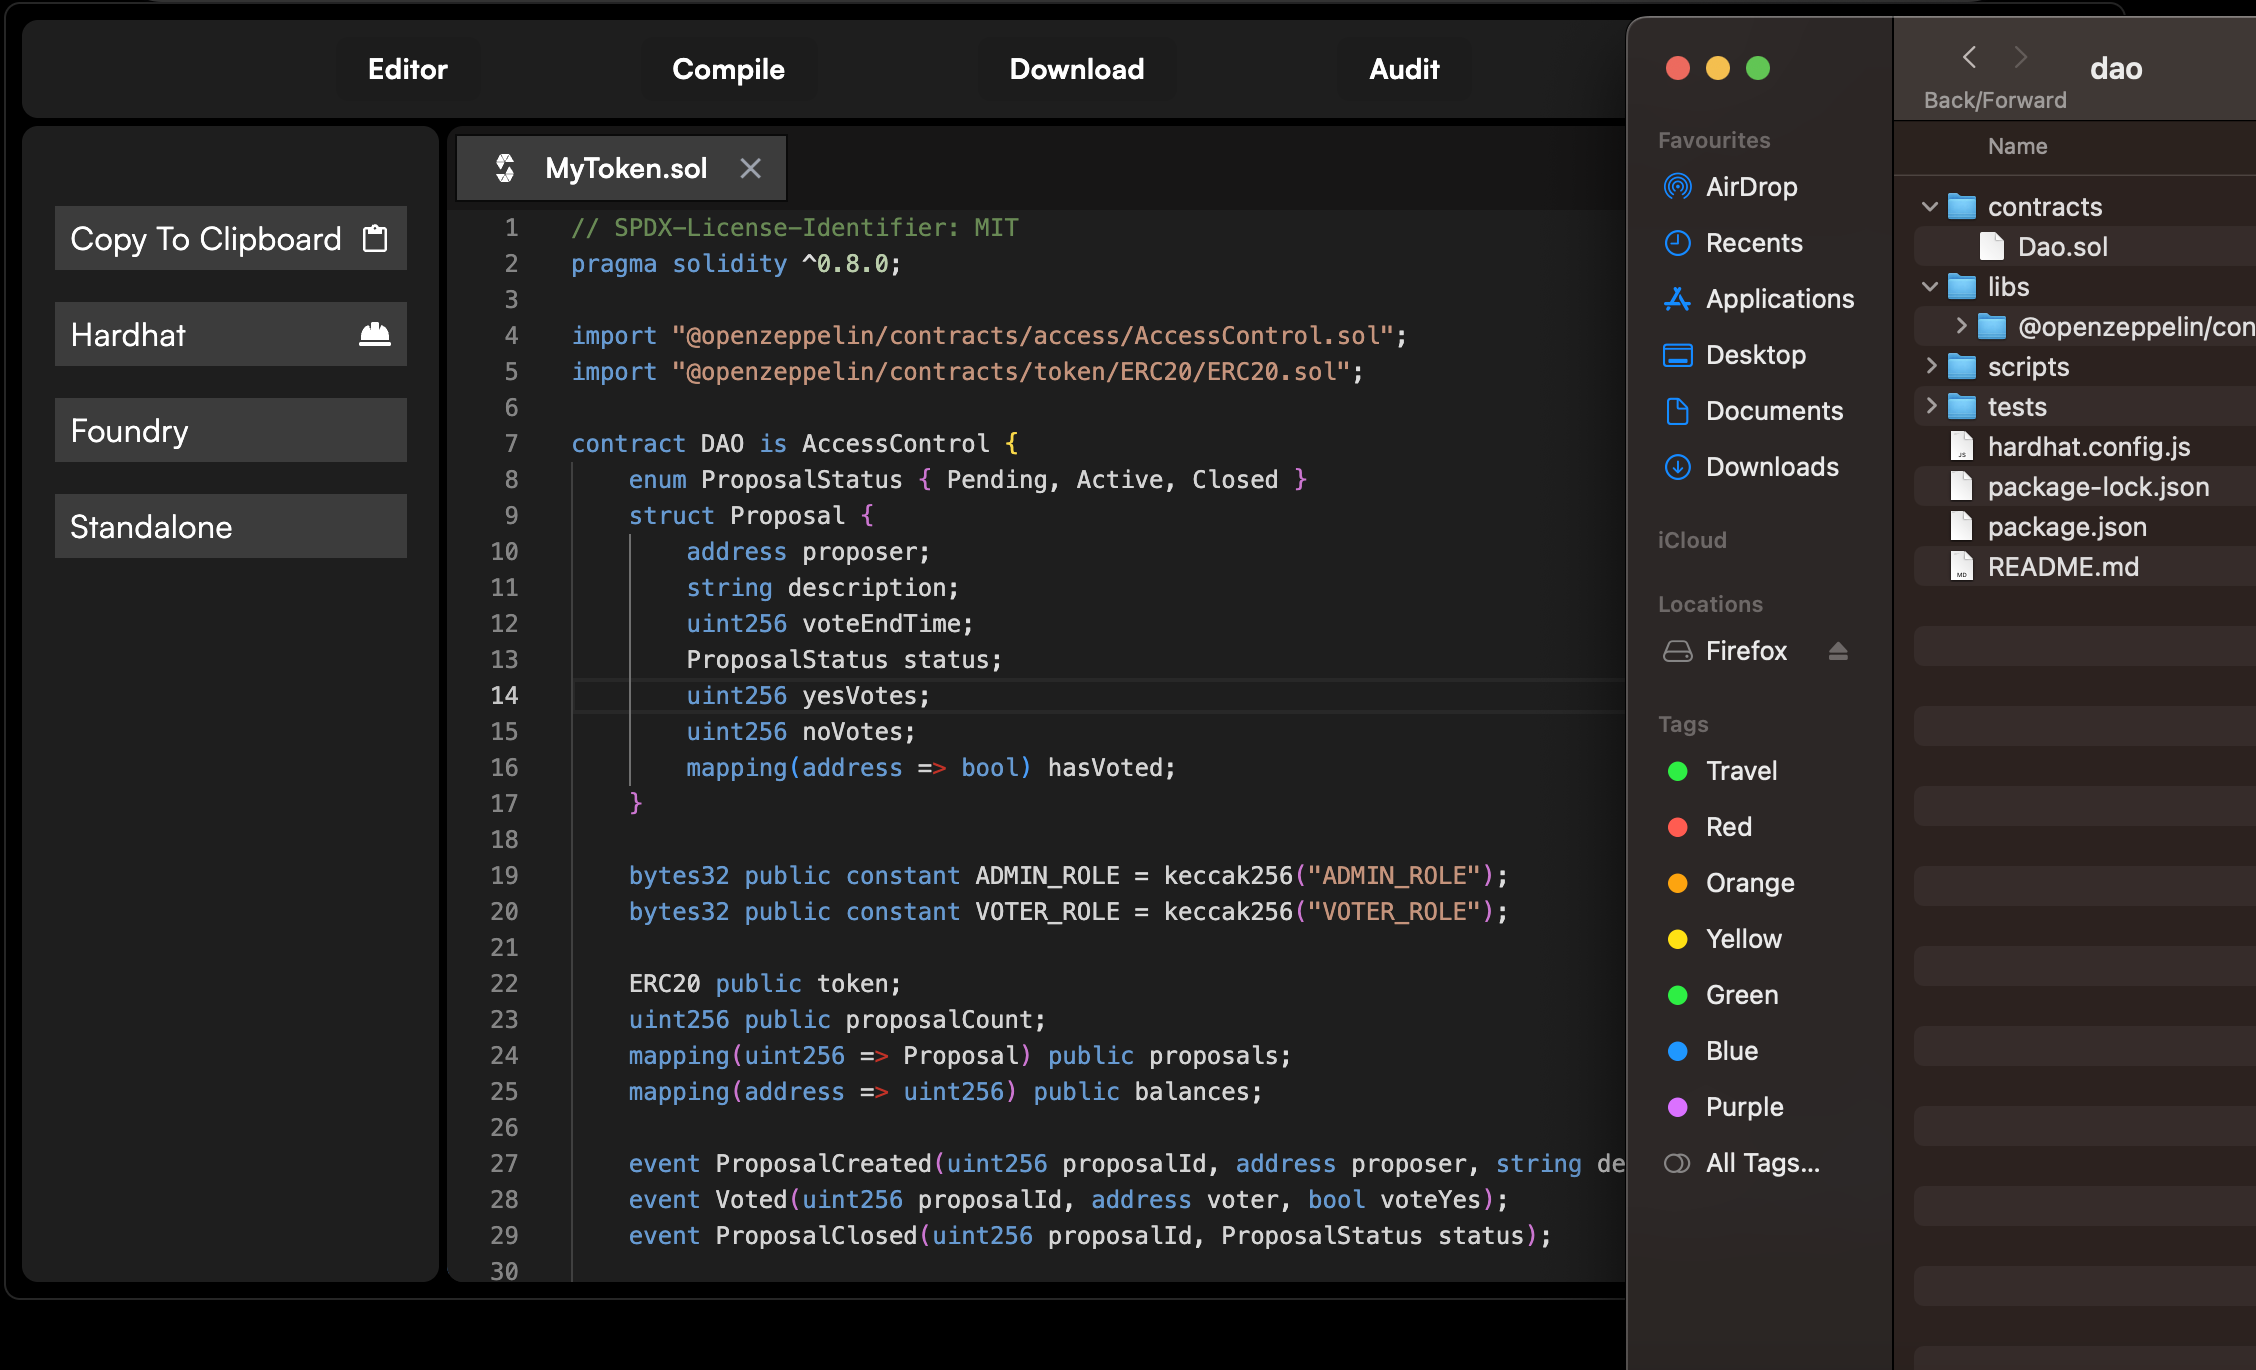 Editor
Compile
Download
Audit
Copy To Clipboard
Hardhat
Foundry
Standalone
MyToken.sol
1 // SPDX-License-Identifier: MIT
2 pragma solidity ^0.8.0;
3
4 import "@openzeppelin/contracts/access/AccessControl.sol";
5 import "@openzeppelin/contracts/token/ERC20/ERC20.sol";
6
7 contract DAO is AccessControl {
8 enum ProposalStatus { Pending, Active, Closed }
9 struct Proposal {
10 address proposer;
11 string description;
12 uint256 voteEndTime;
13 ProposalStatus status;
14 uint256 yesVotes;
15 uint256 noVotes;
16 mapping(address => bool) hasVoted;
17 }
18
19 bytes32 public constant ADMIN_ROLE = keccak256("ADMIN_ROLE");
20 bytes32 public constant VOTER_ROLE = keccak256("VOTER_ROLE");
21
22 ERC20 public token;
23 uint256 public proposalCount;
24 mapping(uint256 => Proposal) public proposals;
25 mapping(address => uint256) public balances;
26
27 event ProposalCreated(uint256 proposalId, address proposer, string de
28 event Voted(uint256 proposalId, address voter, bool voteYes);
29 event ProposalClosed(uint256 proposalId, ProposalStatus status);
30
Favourites
AirDrop
Recents
Applications
Desktop
Documents
Downloads
iCloud
Locations
Firefox
Tags
Travel
Red
Orange
Yellow
Green
Blue
Purple
All Tags...
dao
Back/Forward
Name
contracts
Dao.sol
libs
@openzeppelin/con
scripts
tests
hardhat.config.js
package-lock.json
package.json
README.md